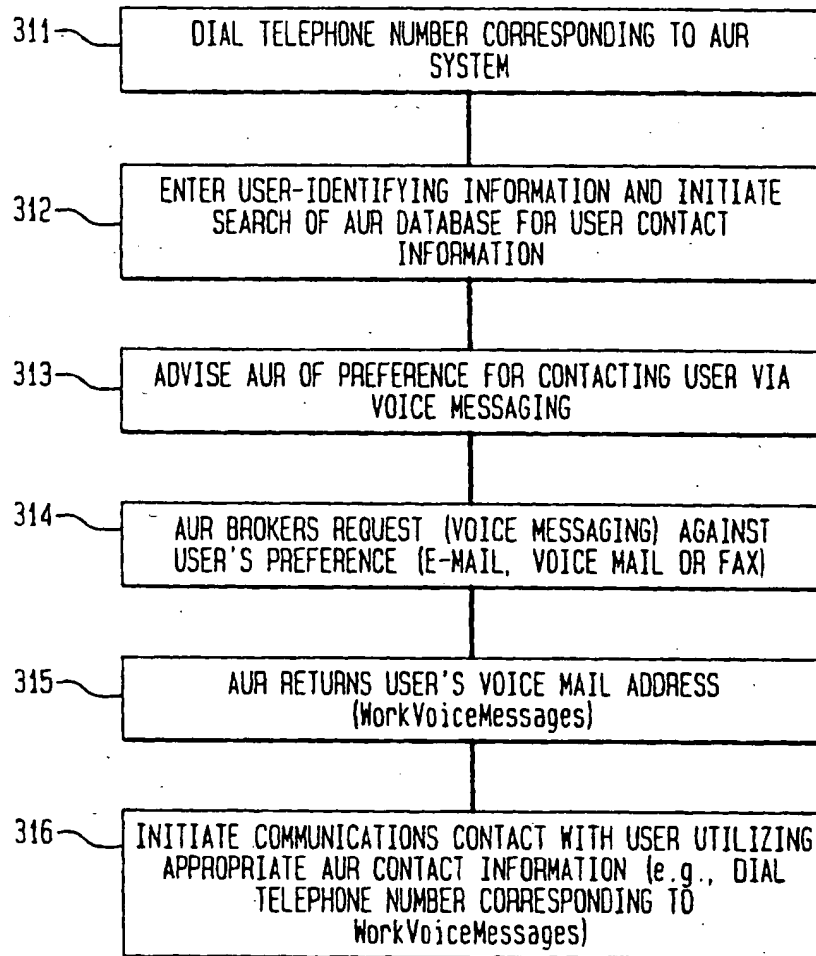 311
DIAL TELEPHONE NUMBER CORRESPONDING TO AUR
SYSTEM
312
ENTER USER-IDENTIFYING INFORMATION AND INITIATE
SEARCH OF AUR DATABASE FOR USER CONTACT
INFORMATION
313
ADVISE AUR OF PREFERENCE FOR CONTACTING USER VIA
VOICE MESSAGING
314
AUR BROKERS REQUEST (VOICE MESSAGING) AGAINST
USER'S PREFERENCE (E-MAIL, VOICE MAIL OR FAX)
315
AUR RETURNS USER'S VOICE MAIL ADDRESS
(WorkVoiceMessages)
316
INITIATE COMMUNICATIONS CONTACT WITH USER UTILIZING
APPROPRIATE AUR CONTACT INFORMATION (e.g., DIAL
TELEPHONE NUMBER CORRESPONDING TO
WorkVoiceMessages)